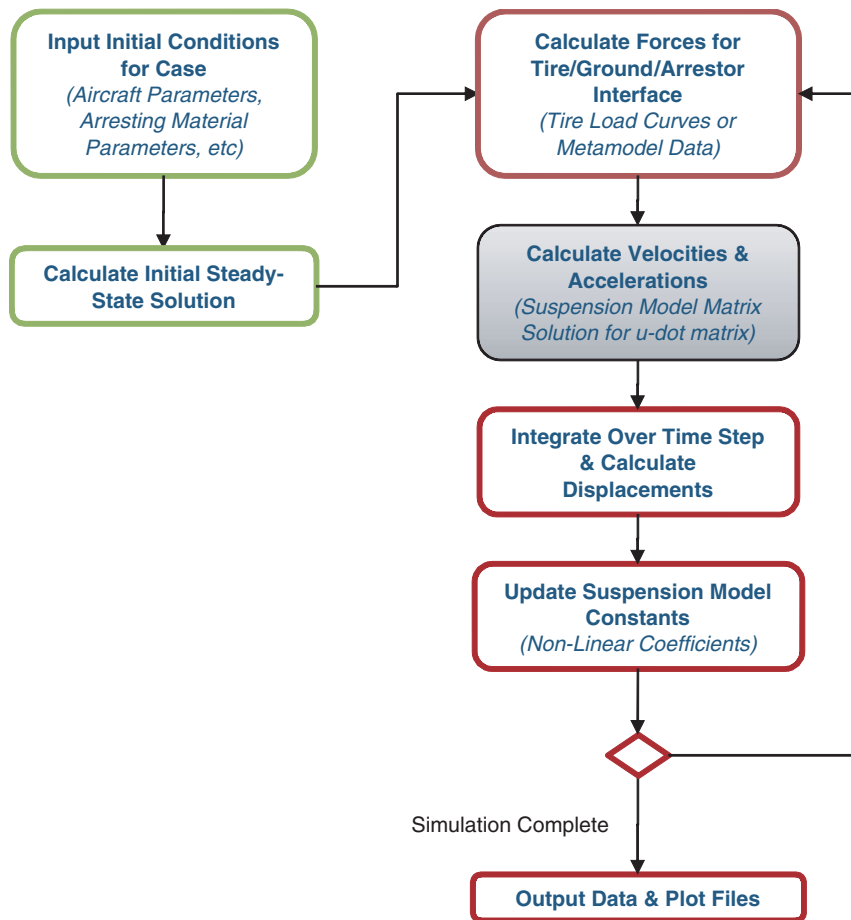 Input Initial Conditions
for Case
(Aircraft Parameters,
Arresting Material
Parameters, etc)
Calculate Initial Steady-
State Solution
Calculate Forces for
Tire/Ground/Arrestor
Interface
(Tire Load Curves or
Metamodel Data)
Calculate Velocities &
Accelerations
(Suspension Model Matrix
Solution for u-dot matrix)
Integrate Over Time Step
& Calculate
Displacements
Update Suspension Model
Constants
(Non-Linear Coefficients)
Simulation Complete
Output Data & Plot Files